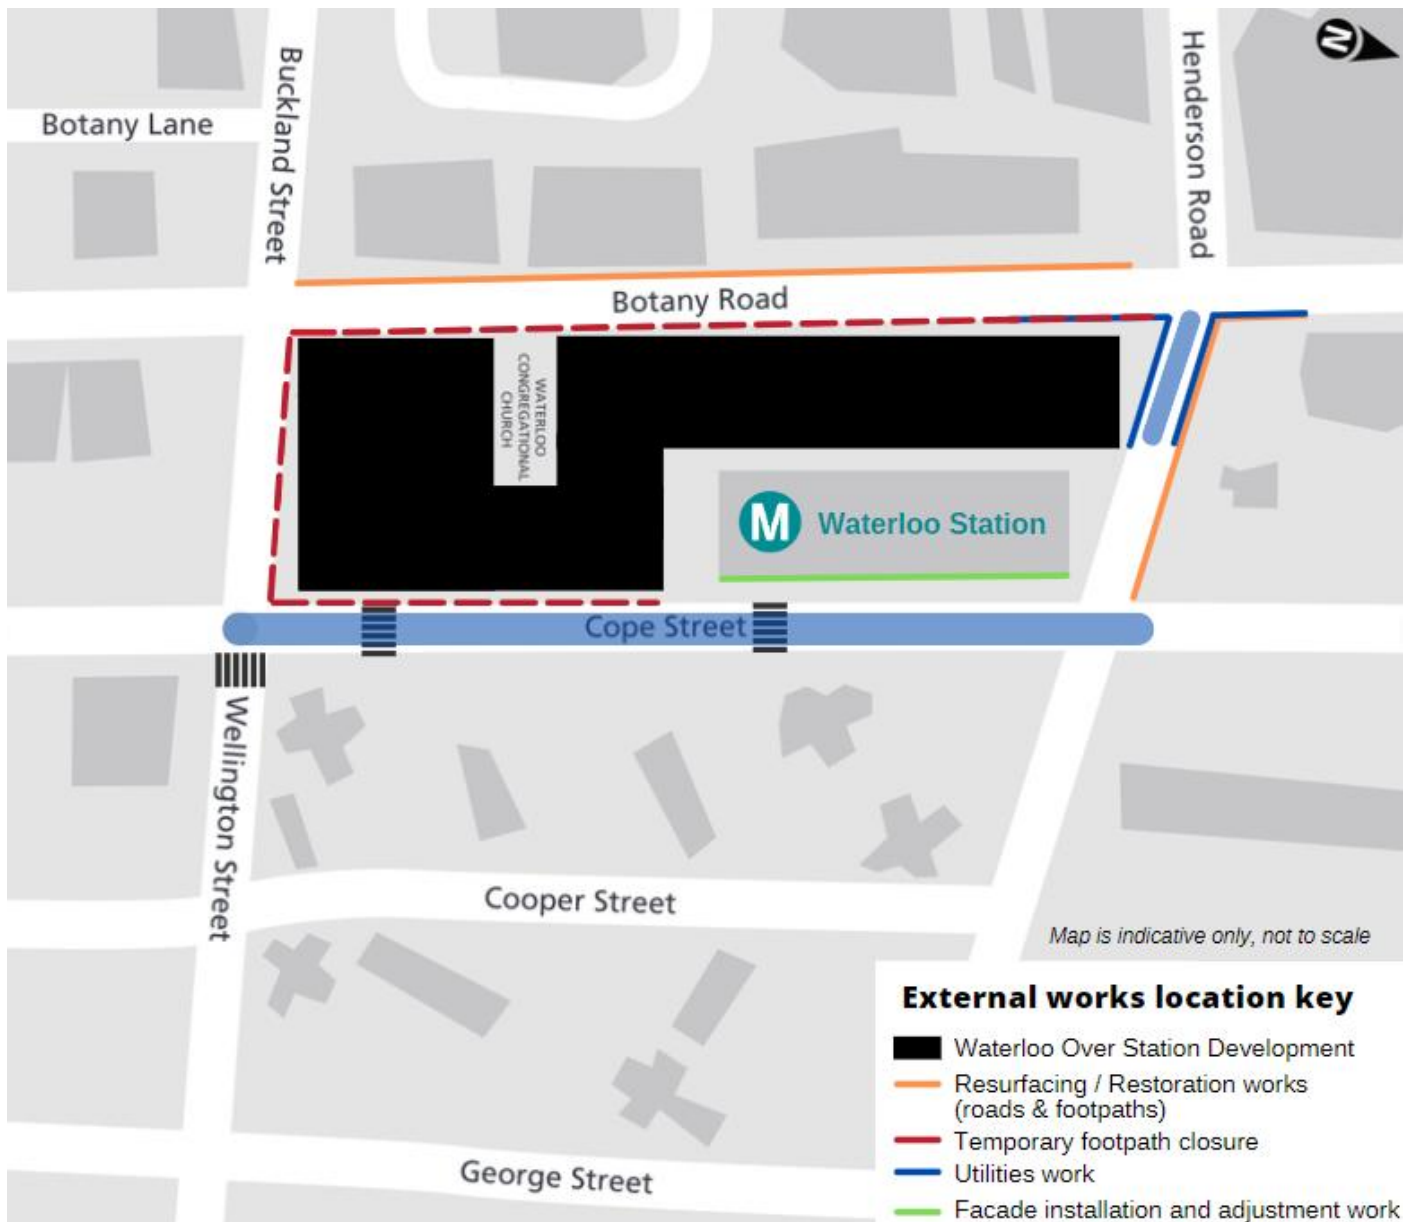 N
Buckland Street
Henderson Road
Botany Lane
Botany Road
WATERLOO
CONGREGATIONAL
CHURCH
M Waterloo Station
Cope Street
Wellington Street
Cooper Street
George Street
Map is indicative only, not to scale
External works location key
Waterloo Over Station Development
Resurfacing / Restoration works
(roads & footpaths)
Temporary footpath closure
Utilities work
Facade installation and adjustment work